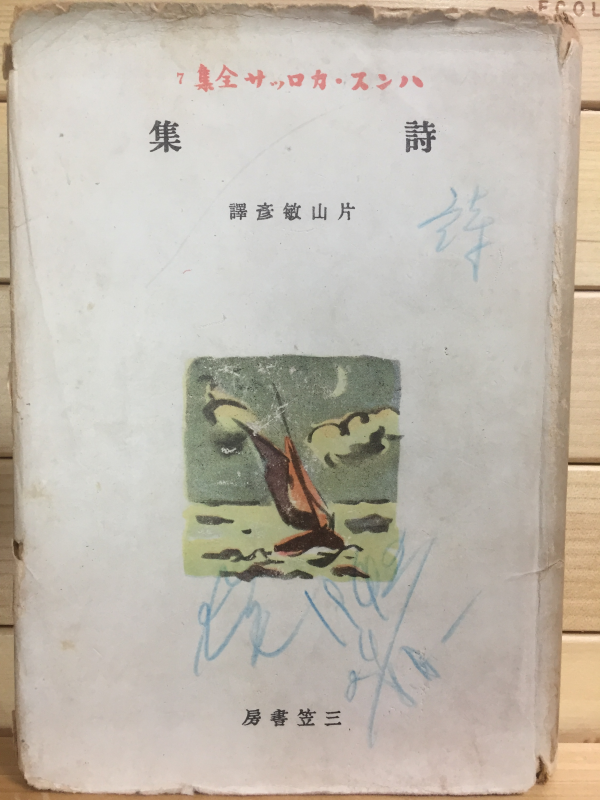 ハンス・カロッサ全集 7
詩集
片山敏彦譯
詩
三笠書房